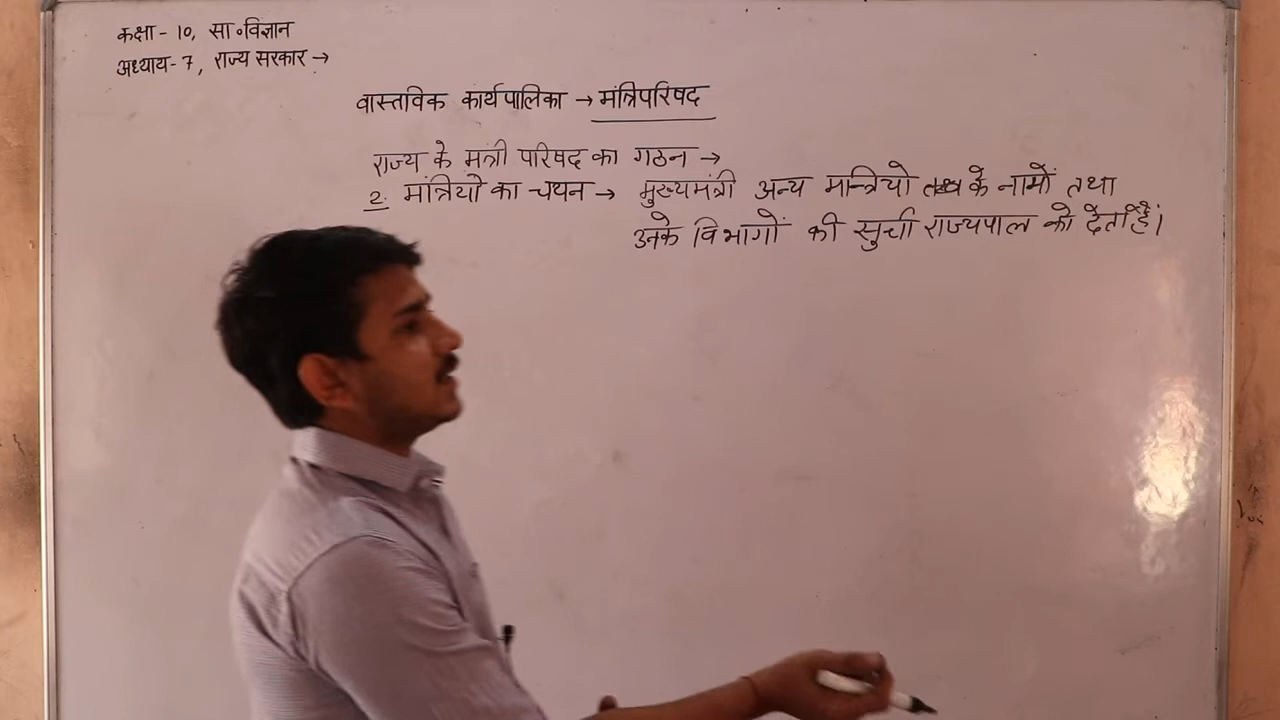 कक्षा - 10, सा॰विज्ञान
अध्याय - 7, राज्य सरकार →
वास्तविक कार्यपालिका → मंत्रिपरिषद
राज्य के मंत्री परिषद का गठन →
2. मंत्रियों का चयन → मुख्यमंत्री अन्य मन्त्रियो के नामों तथा
उनके विभागों की सुची राज्यपाल को देता है।